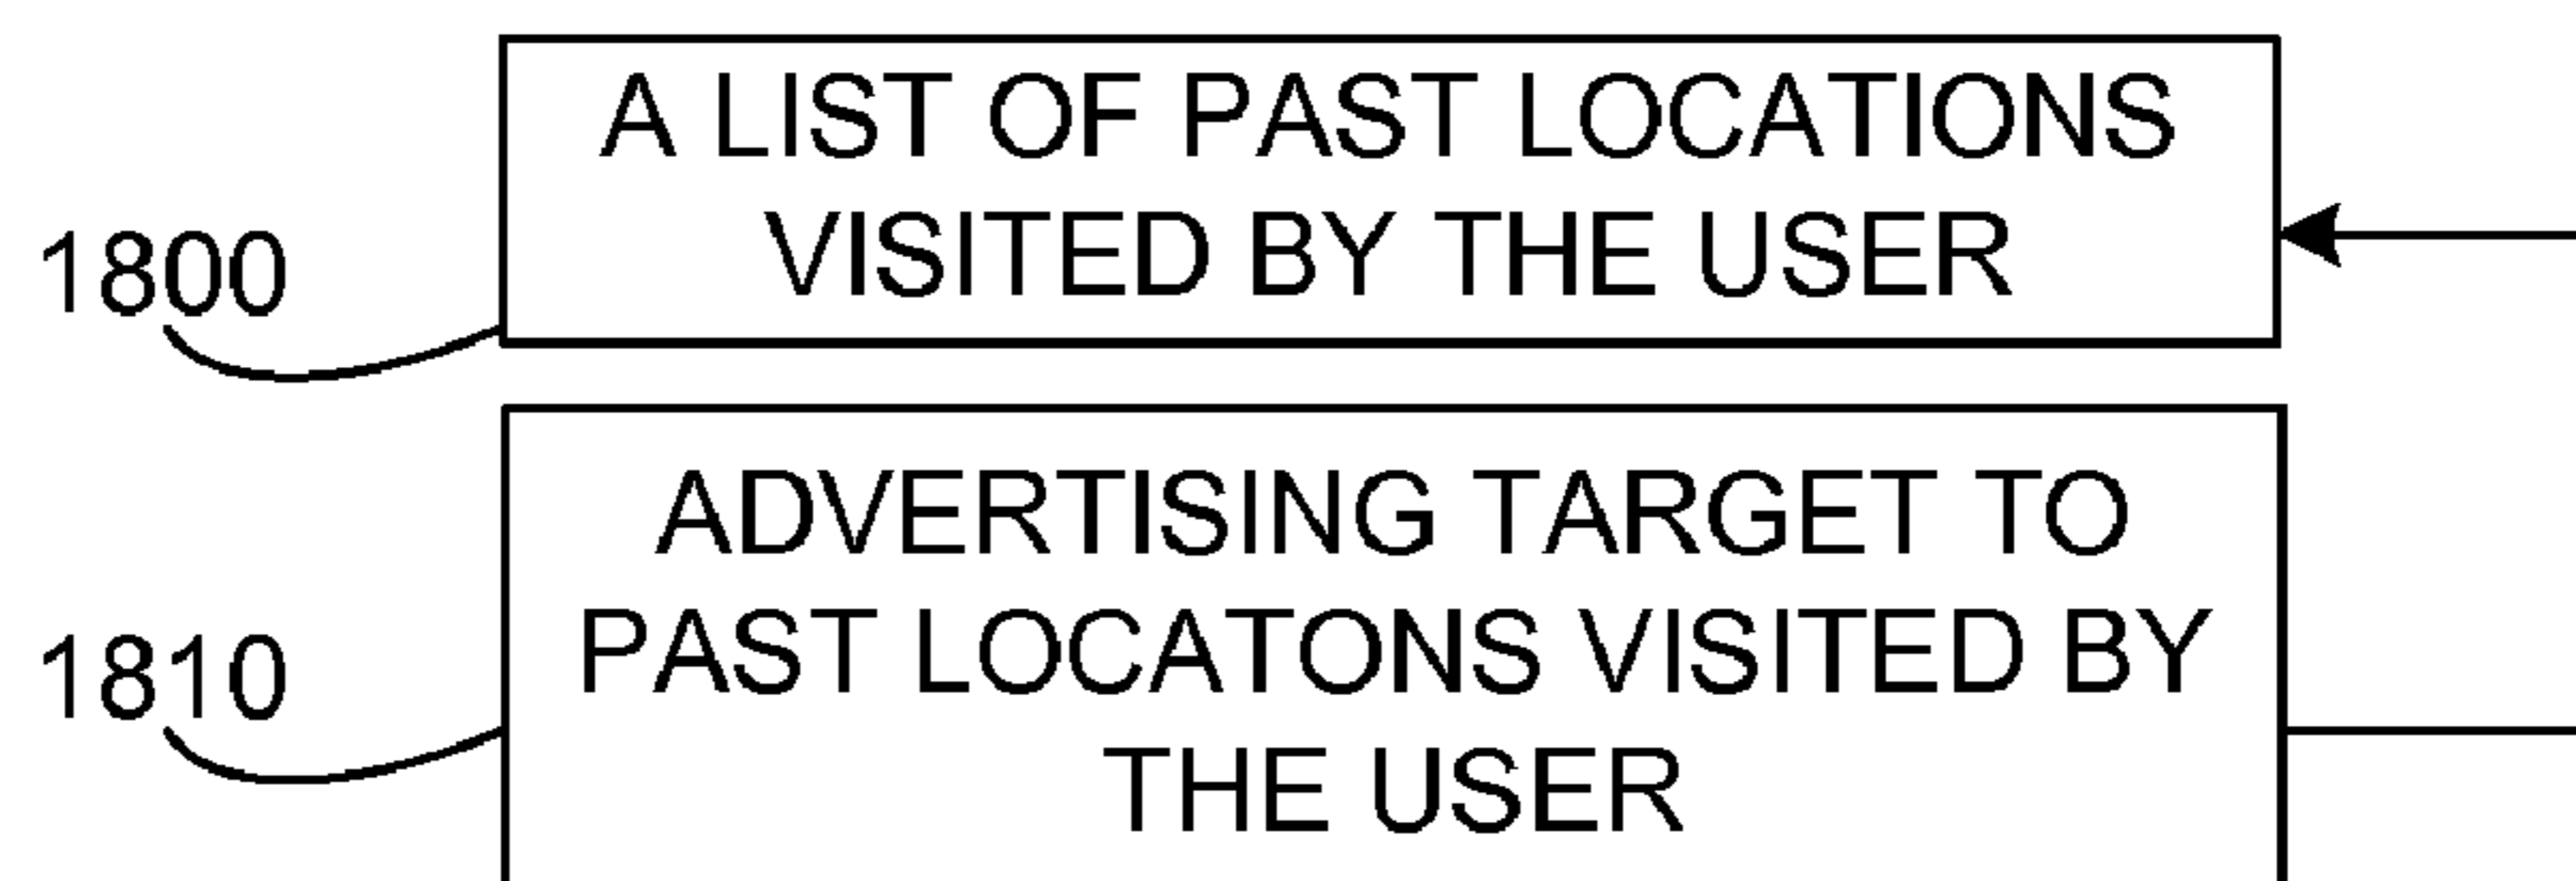 A LIST OF PAST LOCATIONS
VISITED BY THE USER
1800
ADVERTISING TARGET TO
PAST LOCATONS VISITED BY
THE USER
1810